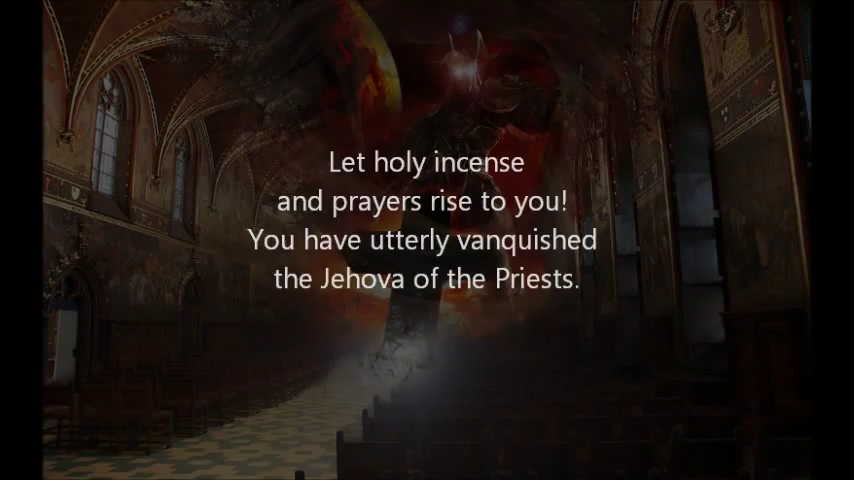 Let holy incense
and prayers rise to you!
You have utterly vanquished
the Jehova of the Priests.